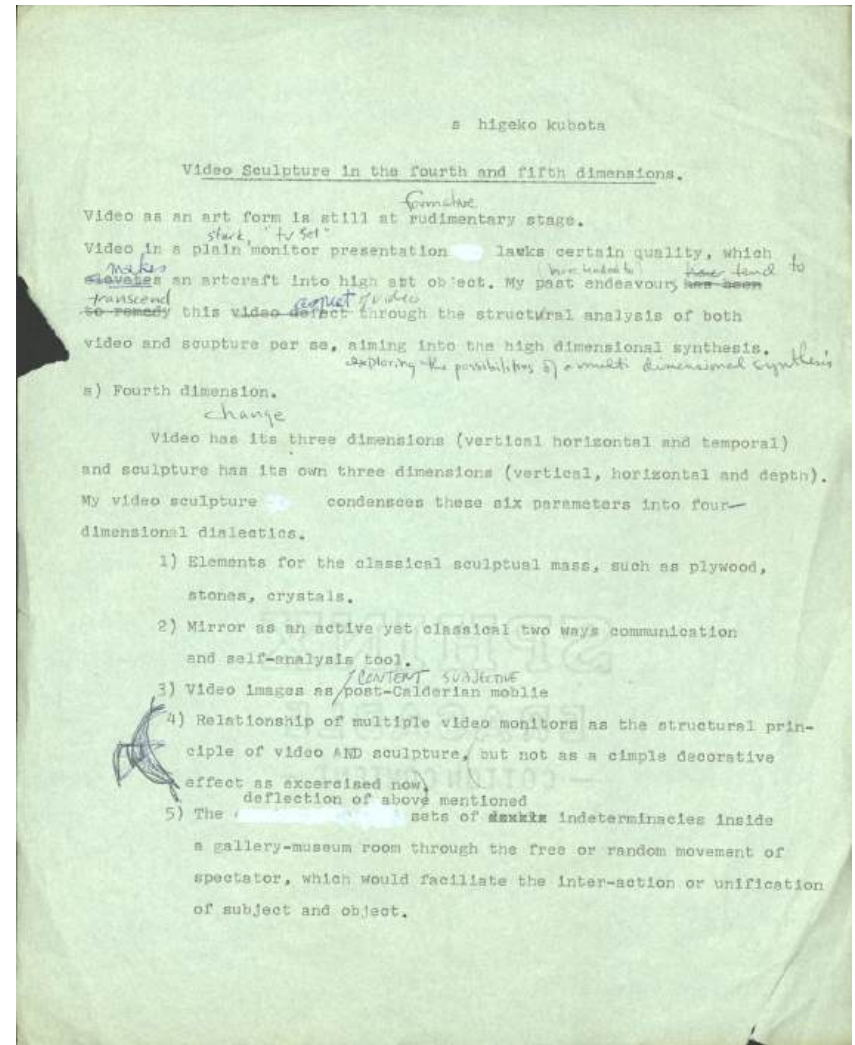 s higeko kubota
Video Sculpture in the fourth and fifth dimensions.
formative
Video as an art form is still at rudimentary stage.
stark "tv set"
Video in a plain monitor presentation lawks certain quality, which
makes have tended to have tend to
elevates an artcraft into high abt object. My past endeavours has been
transcend aspect of video
to remedy this video defect through the structural analysis of both
video and scupture per se, aiming into the high dimensional synthesis.
exploring the possibilities of a multi dimensional synthesis
a) Fourth dimension.
change
Video has its three dimensions (vertical horizontal and temporal)
and sculpture has its own three dimensions (vertical, horizontal and depth).
My video sculpture condensces these six parameters into four-
dimensional dialectics.
1) Elements for the classical sculptual mass, such as plywood,
stones, crystals.
2) Mirror as an active yet classical two ways communication
and self-analysis tool.
/CONTENT SUBJECTIVE
3) Video images as post-Calderian moblie
4) Relationship of multiple video monitors as the structural prin-
ciple of video AND sculpture, but not as a cimple decorative
effect as excercised now.
deflection of above mentioned
5) The sets of indeterminacies inside
a gallery-museum room through the free or random movement of
spectator, which would faciliate the inter-action or unification
of subject and object.